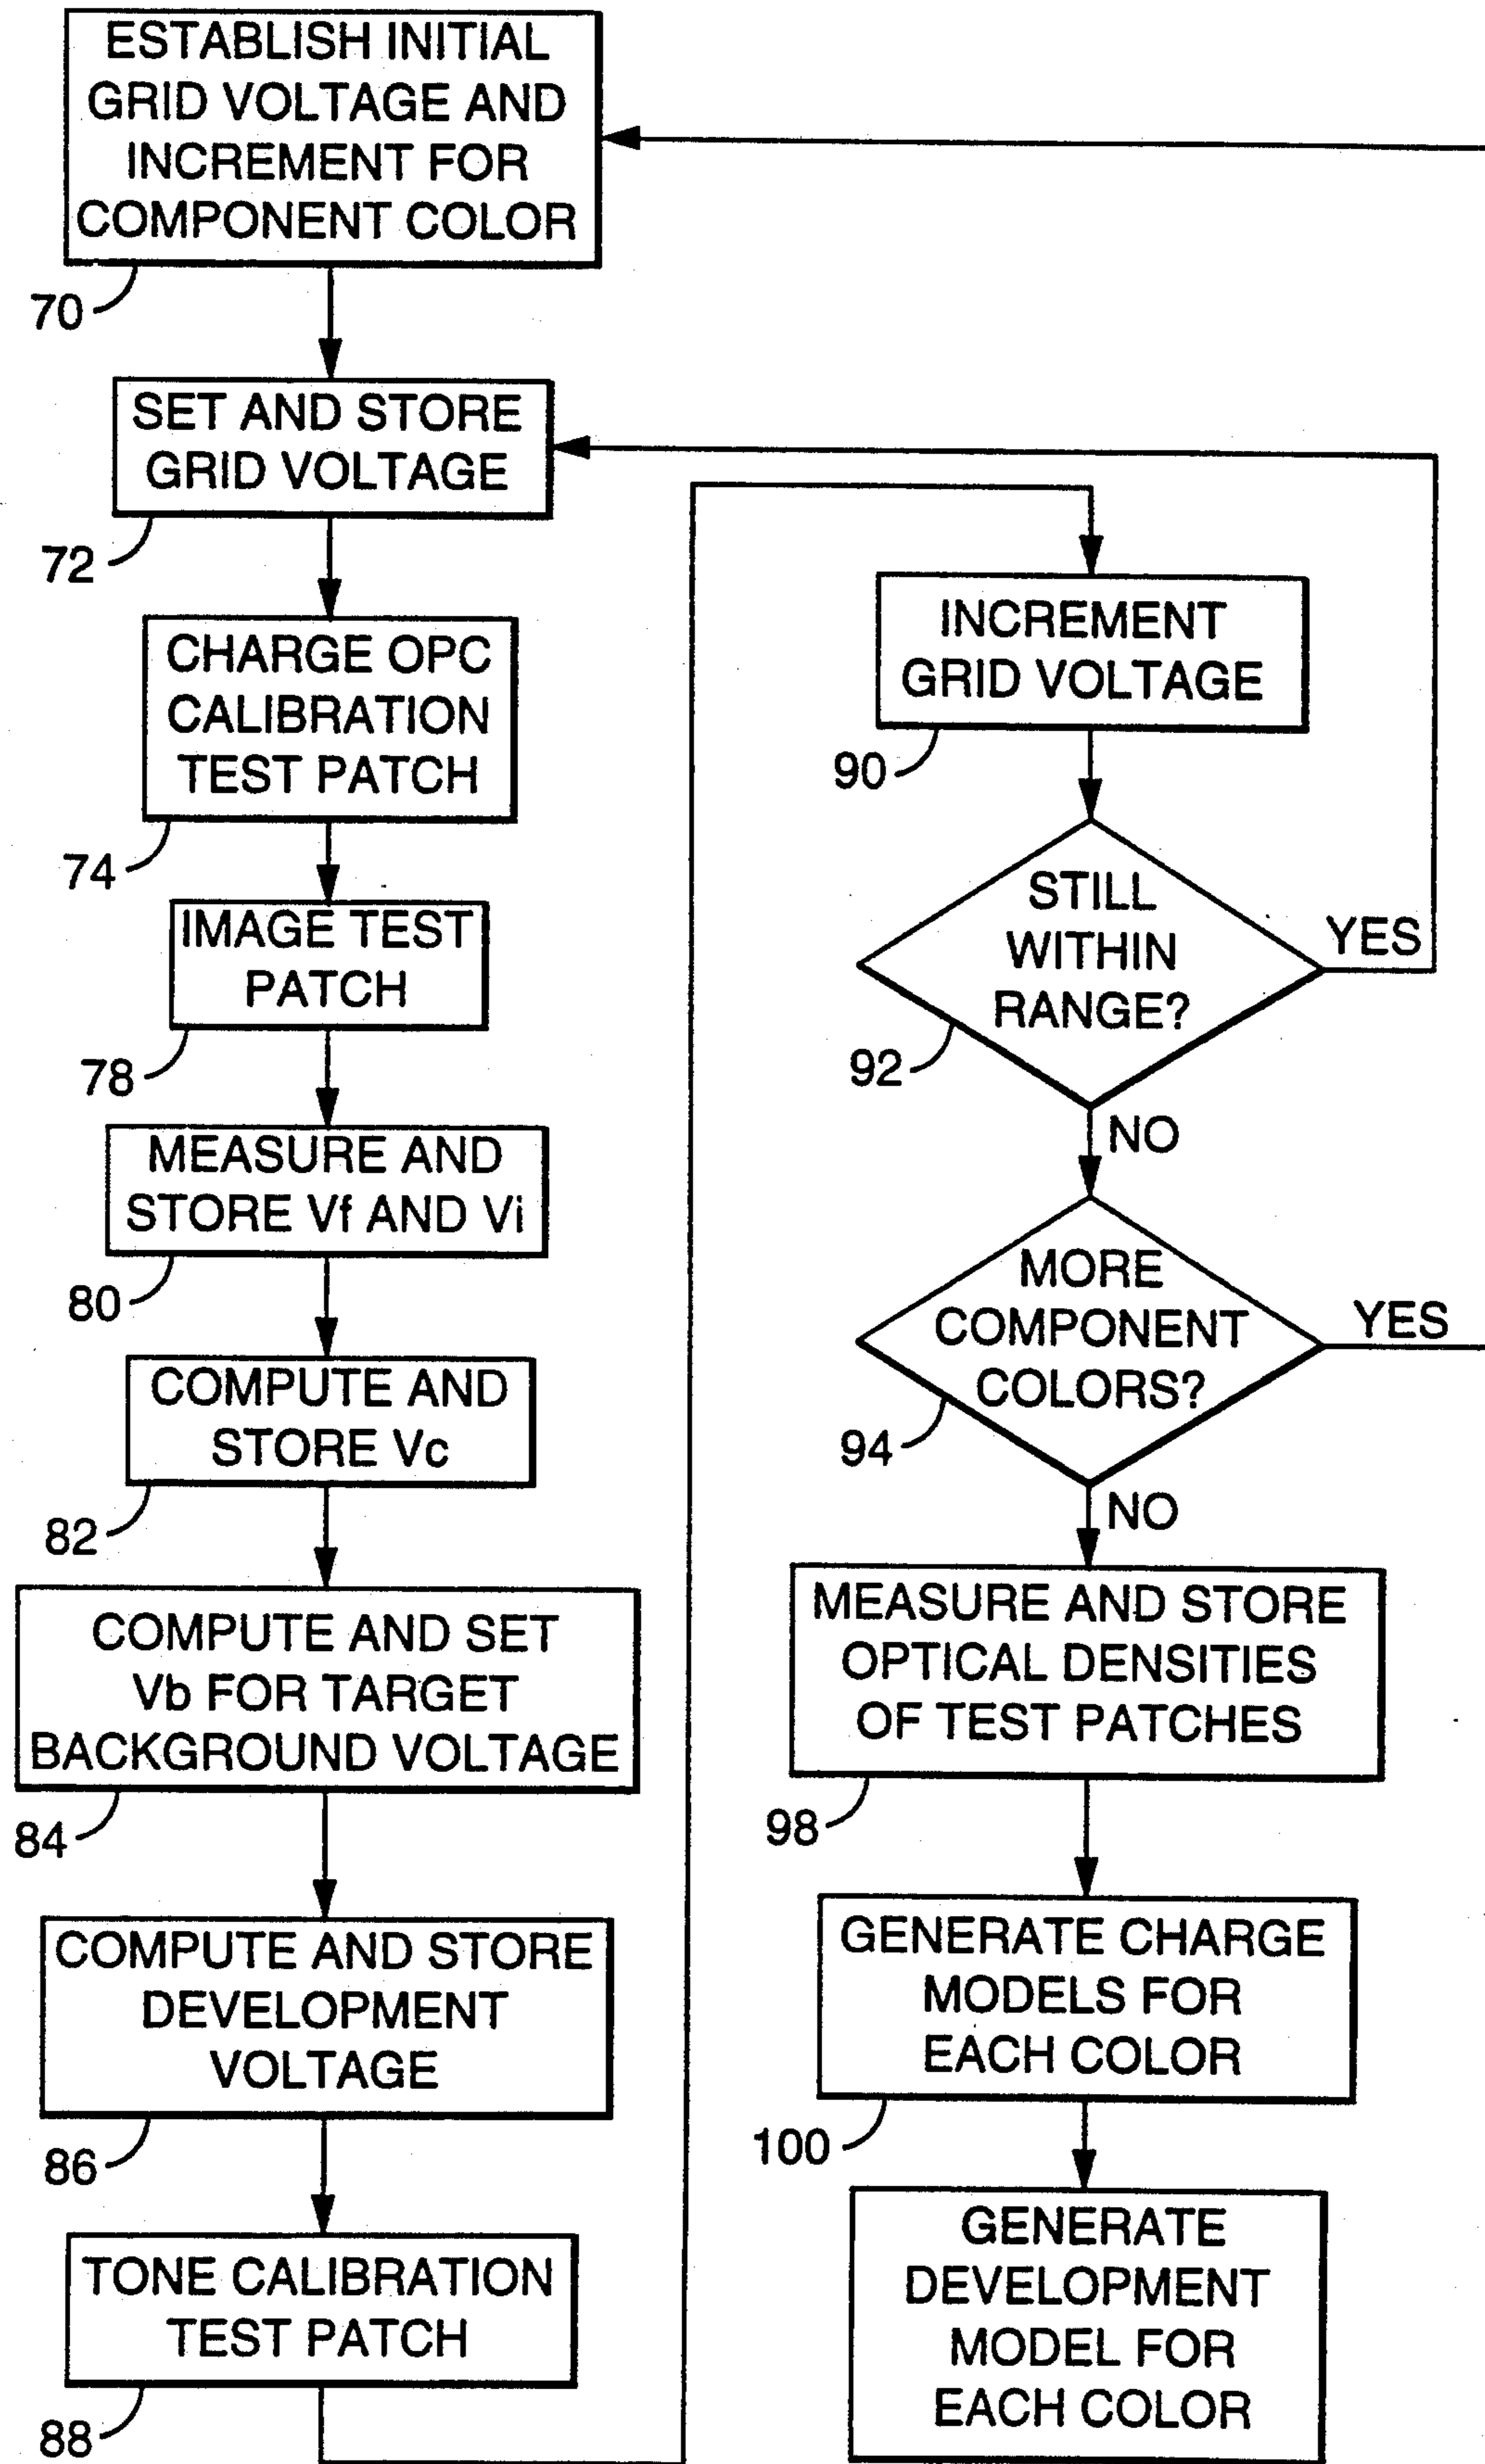 ESTABLISH INITIAL
GRID VOLTAGE AND
INCREMENT FOR
COMPONENT COLOR
70
SET AND STORE
GRID VOLTAGE
72
CHARGE OPC
CALIBRATION
TEST PATCH
74
IMAGE TEST
PATCH
78
MEASURE AND
STORE Vf AND Vi
80
COMPUTE AND
STORE Vc
82
COMPUTE AND SET
Vb FOR TARGET
BACKGROUND VOLTAGE
84
COMPUTE AND STORE
DEVELOPMENT
VOLTAGE
86
TONE CALIBRATION
TEST PATCH
88
INCREMENT
GRID VOLTAGE
90
STILL
WITHIN
RANGE?
YES
92
NO
MORE
COMPONENT
COLORS?
YES
94
NO
MEASURE AND STORE
OPTICAL DENSITIES
OF TEST PATCHES
98
GENERATE CHARGE
MODELS FOR
EACH COLOR
100
GENERATE
DEVELOPMENT
MODEL FOR
EACH COLOR